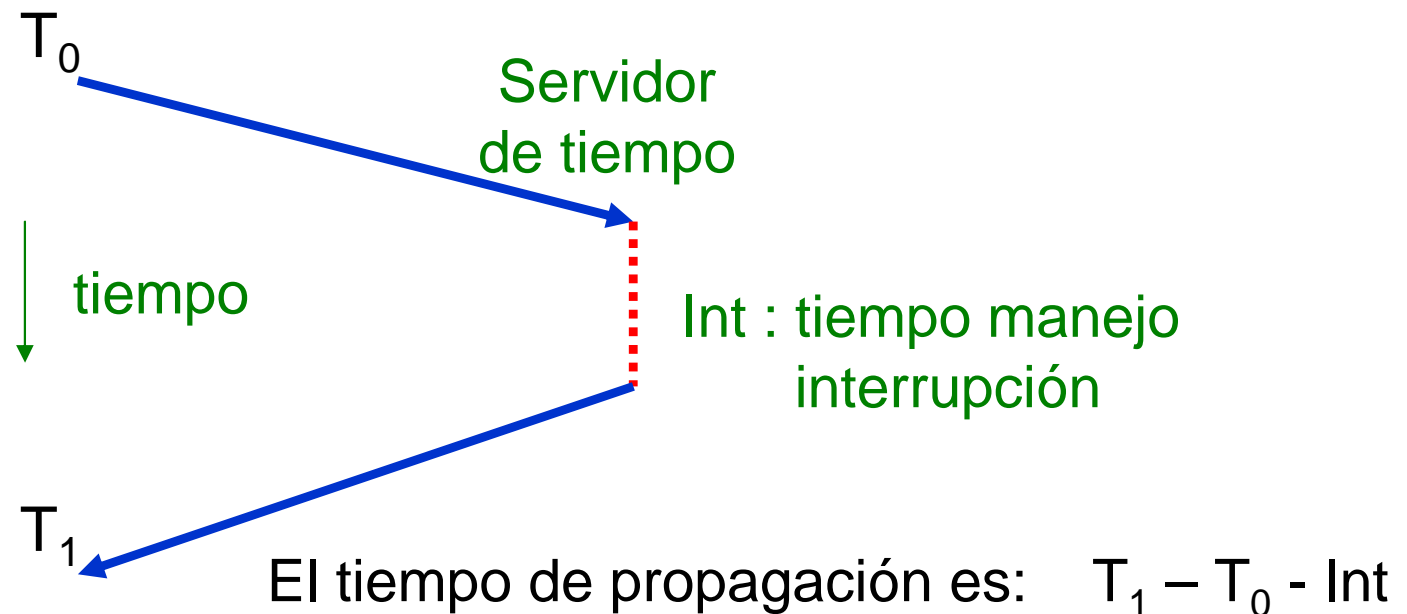 T₀
Servidor
de tiempo
tiempo
Int : tiempo manejo
interrupción
T₁
El tiempo de propagación es: T₁ – T₀ - Int